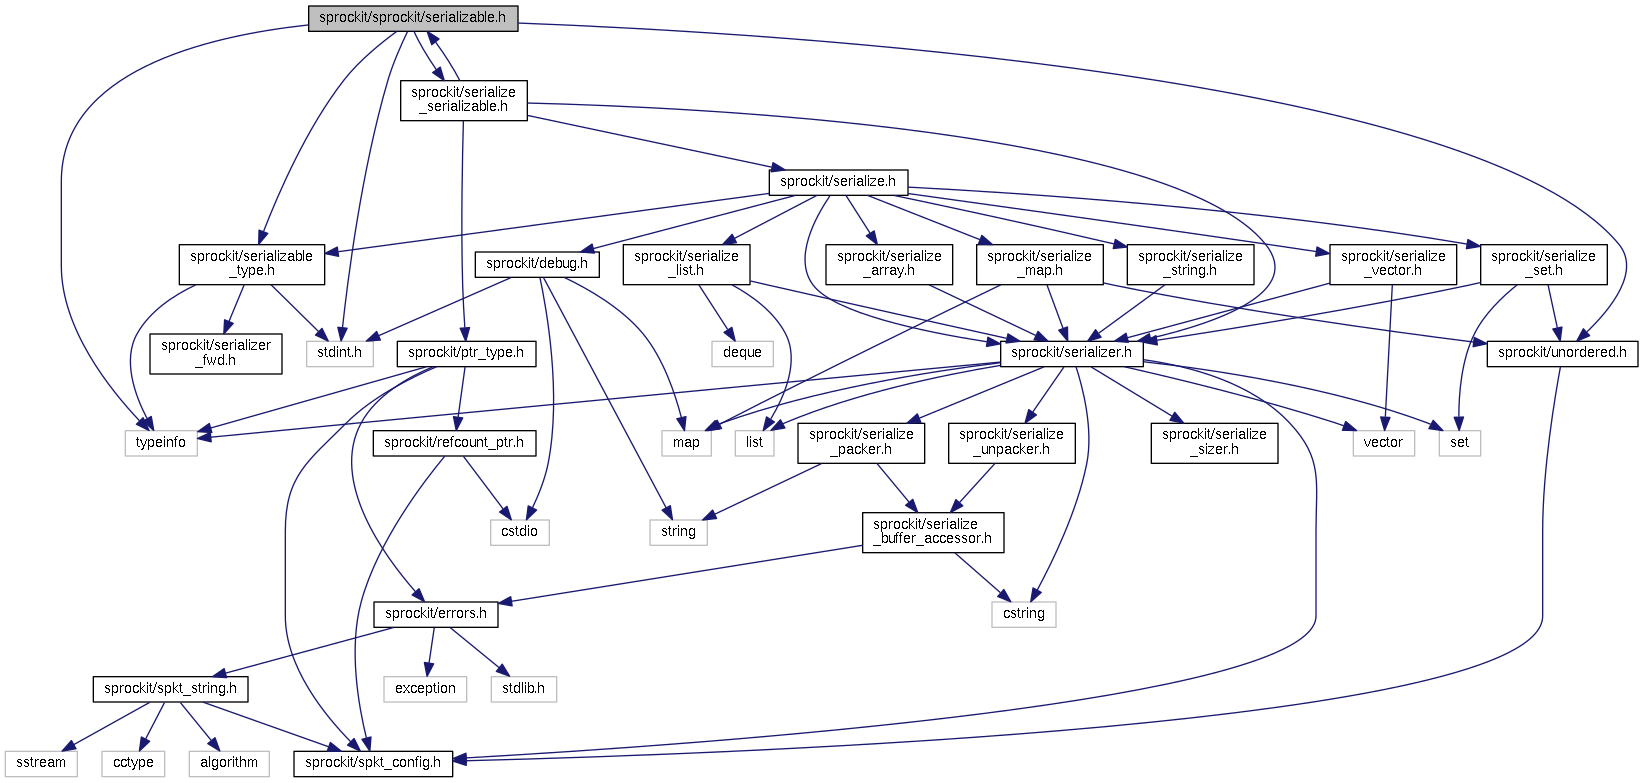 sprockit/sprockit/serializable.h
sprockit/serialize
_serializable.h
sprockit/serialize.h
sprockit/serializable
_type.h
sprockit/debug.h
sprockit/serialize
_list.h
sprockit/serialize
_array.h
sprockit/serialize
_map.h
sprockit/serialize
_string.h
sprockit/serialize
_vector.h
sprockit/serialize
_set.h
sprockit/serializer
_fwd.h
stdint.h
sprockit/ptr_type.h
deque
sprockit/serializer.h
sprockit/unordered.h
typeinfo
sprockit/refcount_ptr.h
map
list
sprockit/serialize
_packer.h
sprockit/serialize
_unpacker.h
sprockit/serialize
_sizer.h
vector
set
cstdio
string
sprockit/serialize
_buffer_accessor.h
sprockit/errors.h
cstring
sprockit/spkt_string.h
exception
stdlib.h
sstream
cctype
algorithm
sprockit/spkt_config.h